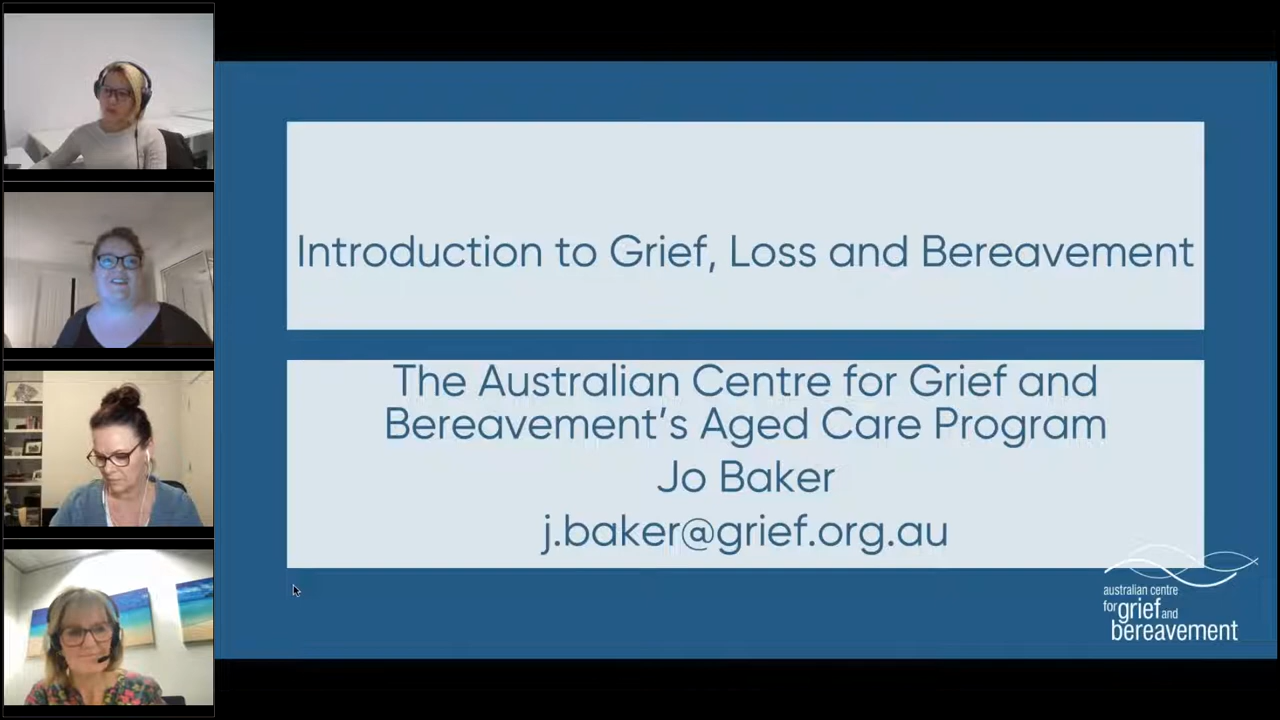 Introduction to Grief, Loss and Bereavement
The Australian Centre for Grief and
Bereavement’s Aged Care Program
Jo Baker
j.baker@grief.org.au
australian centre
for grief and
bereavement